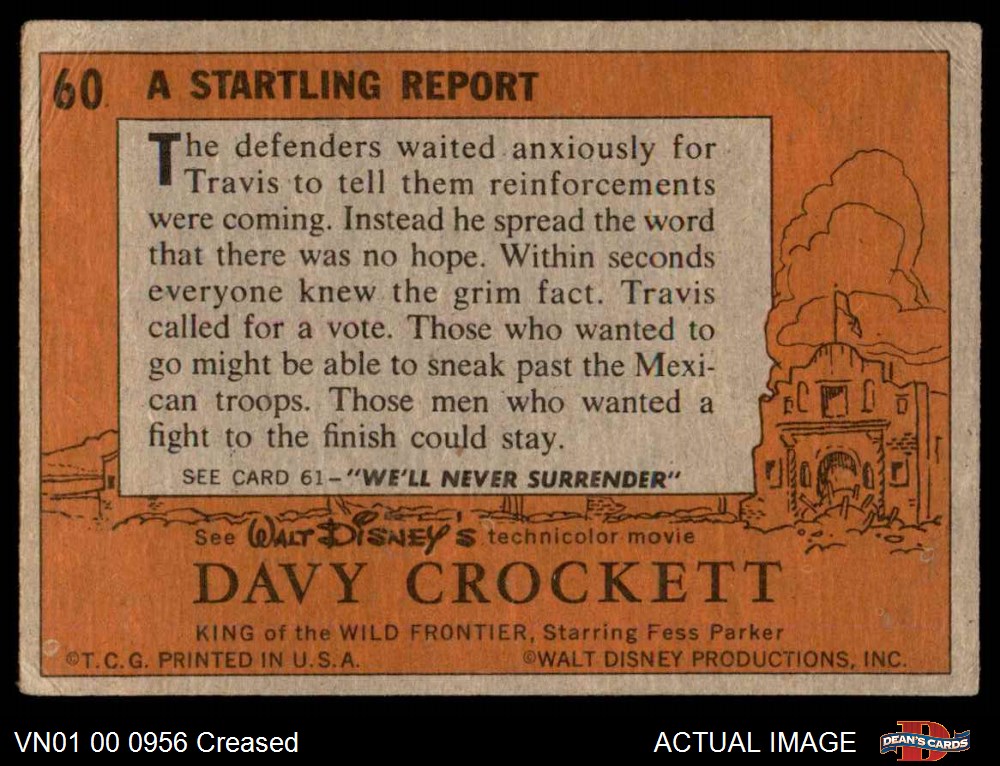 60 A STARTLING REPORT
The defenders waited anxiously for
Travis to tell them reinforcements
were coming. Instead he spread the word
that there was no hope. Within seconds
everyone knew the grim fact. Travis
called for a vote. Those who wanted to
go might be able to sneak past the Mexi-
can troops. Those men who wanted a
fight to the finish could stay.
SEE CARD 61-"WE'LL NEVER SURRENDER"
See WALT DISNEY'S technicolor movie
DAVY CROCKETT
KING of the WILD FRONTIER, Starring Fess Parker
©T.C.G. PRINTED IN U.S.A. ©WALT DISNEY PRODUCTIONS, INC.
VN01 00 0956 Creased ACTUAL IMAGE DEAN'S CARDS